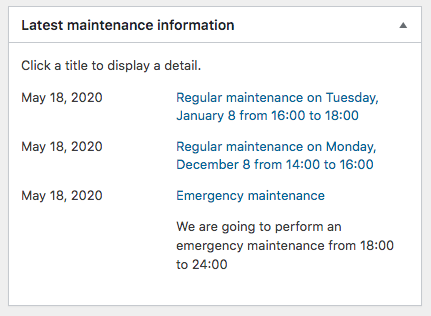 Latest maintenance information
Click a title to display a detail.
May 18, 2020 Regular maintenance on Tuesday,
January 8 from 16:00 to 18:00
May 18, 2020 Regular maintenance on Monday,
December 8 from 14:00 to 16:00
May 18, 2020 Emergency maintenance
We are going to perform an
emergency maintenance from 18:00
to 24:00